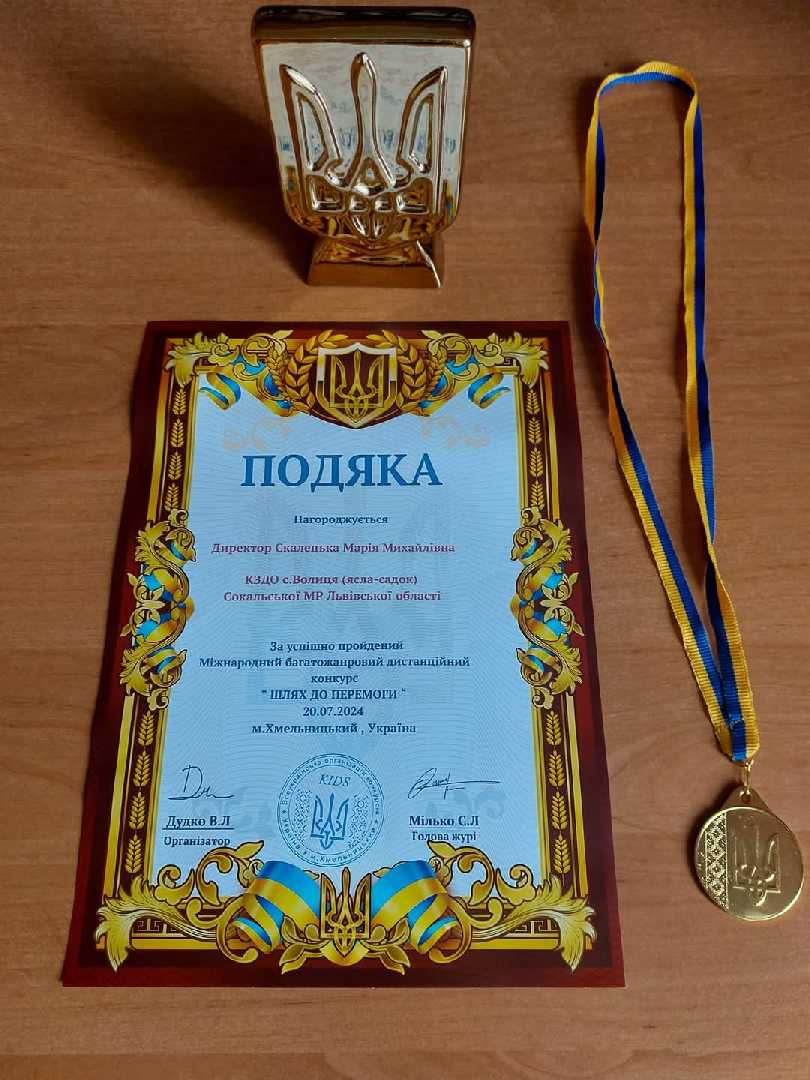 ПОДЯКА
Нагороджується
Директор Скалецька Марія Михайлівна
КЗДО с.Волиця (ясла-садок)
Сокальської МР Львівської області
За успішно пройдений
Міжнародний багатожанровий дистанційний
конкурс
" ШЛЯХ ДО ПЕРЕМОГИ "
20.07.2024
м.Хмельницький , Україна
KIDS
Дудко В.Л
Організатор
Мілько С.Л
Голова журі